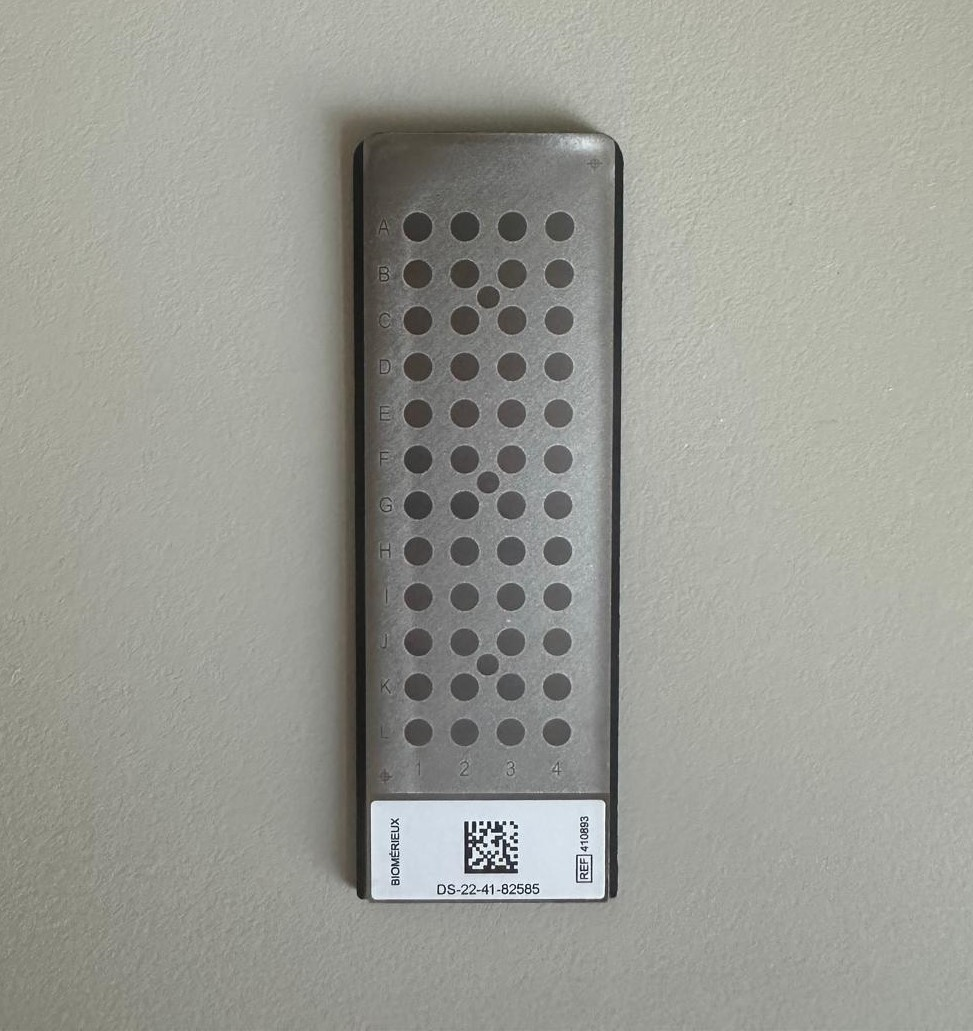 A
B
C
D
E
F
G
H
I
J
K
L
1 2 3 4
BIOMÉRIEUX
REF 410893
DS-22-41-82585